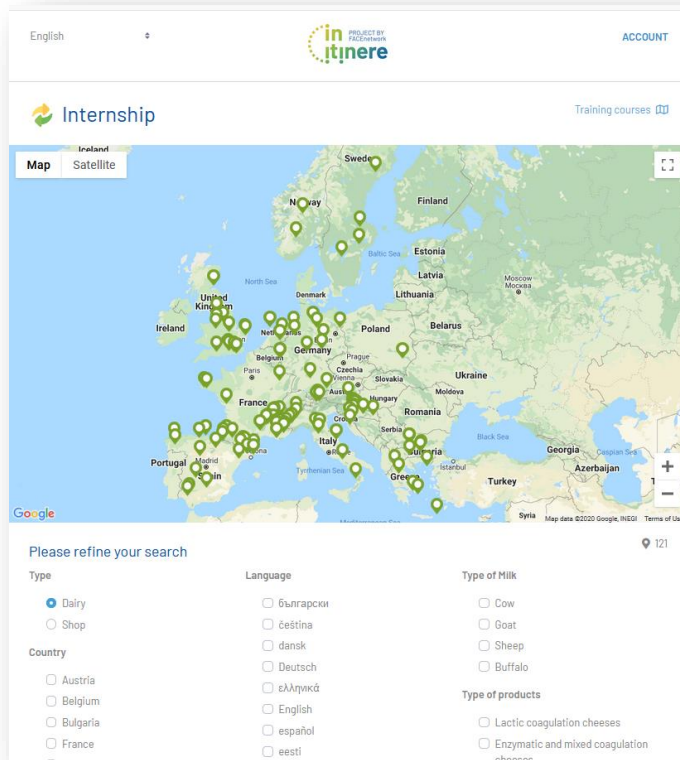 English
in PROJECT BY
FACEnetwork
itinere
ACCOUNT
Internship
Training courses
Map
Satellite
Iceland
Sweden
Norway
Finland
Estonia
Baltic Sea
Latvia
Moscow
Москва
North Sea
Denmark
Lithuania
United
Kingdom
Ireland
Belarus
Poland
Belgium
Germany
Prague
Paris
Czechia
Ukraine
Vienna
Slovakia
Hungary
Moldova
France
Romania
Serbia
Black Sea
Italy
Georgia
Caspian Sea
Portugal
Madrid
Spain
Istanbul
Azerbaijan
Tyrrhenian Sea
Greece
Turkey
Syria
Google
Map data ©2020 Google, INEGI
Terms of Us
Please refine your search
121
Type
Dairy
Shop
Country
Austria
Belgium
Bulgaria
France
Language
български
čeština
dansk
Deutsch
ελληνικά
English
español
eesti
Type of Milk
Cow
Goat
Sheep
Buffalo
Type of products
Lactic coagulation cheeses
Enzymatic and mixed coagulation
cheeses